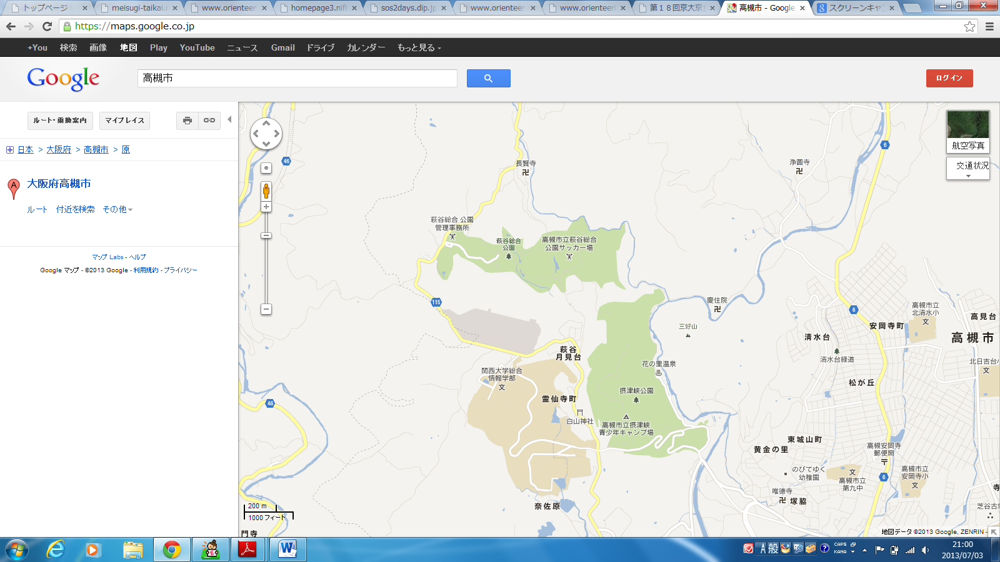 トップページ
meisugi-taikai.
www.orienteer
homepage3.nift
sos2days.dip.jp
www.orienteer
www.orienteeri
第１８回京大京
高槻市 - Google
スクリーンキャプ
https://maps.google.co.jp
+You 検索 画像 地図 Play YouTube ニュース Gmail ドライブ カレンダー もっと見る
Google
高槻市
ログイン
ルート・乗換案内
マイプレイス
日本 > 大阪府 > 高槻市 > 原
A
大阪府高槻市
ルート 付近を検索 その他
マップ Labs - ヘルプ
Google マップ - ©2013 Google - 利用規約 - プライバシー
航空写真
交通状況
6
46
長賢寺
浄圓寺
萩谷総合 公園
管理事務所
萩谷総合
公園
高槻市立萩谷総合
公園サッカー場
115
慶住院
三好山
6
高槻市立
北清水小
文
高見台
安岡寺町
清水台
高槻市
清水台緑道
北日吉台小
文
萩谷
月見台
関西大学総合
情報学部
文
花の里温泉
松が丘
摂津峡公園
霊仙寺町
46
白山神社
高槻市立摂津峡
青少年キャンプ場
東城山町
黄金の里
高槻安岡寺
郵便局
のびてゆく
幼稚園
文
高槻市立
第九中
6
高槻市立
安岡寺小
文
寺
唯徳寺
塚脇
奈佐原
芝谷古
門寺
200 m
1000 フィート
地図データ ©2013 Google, ZENRIN -
A 般
CAPS
KANA
21:00
2013/07/03